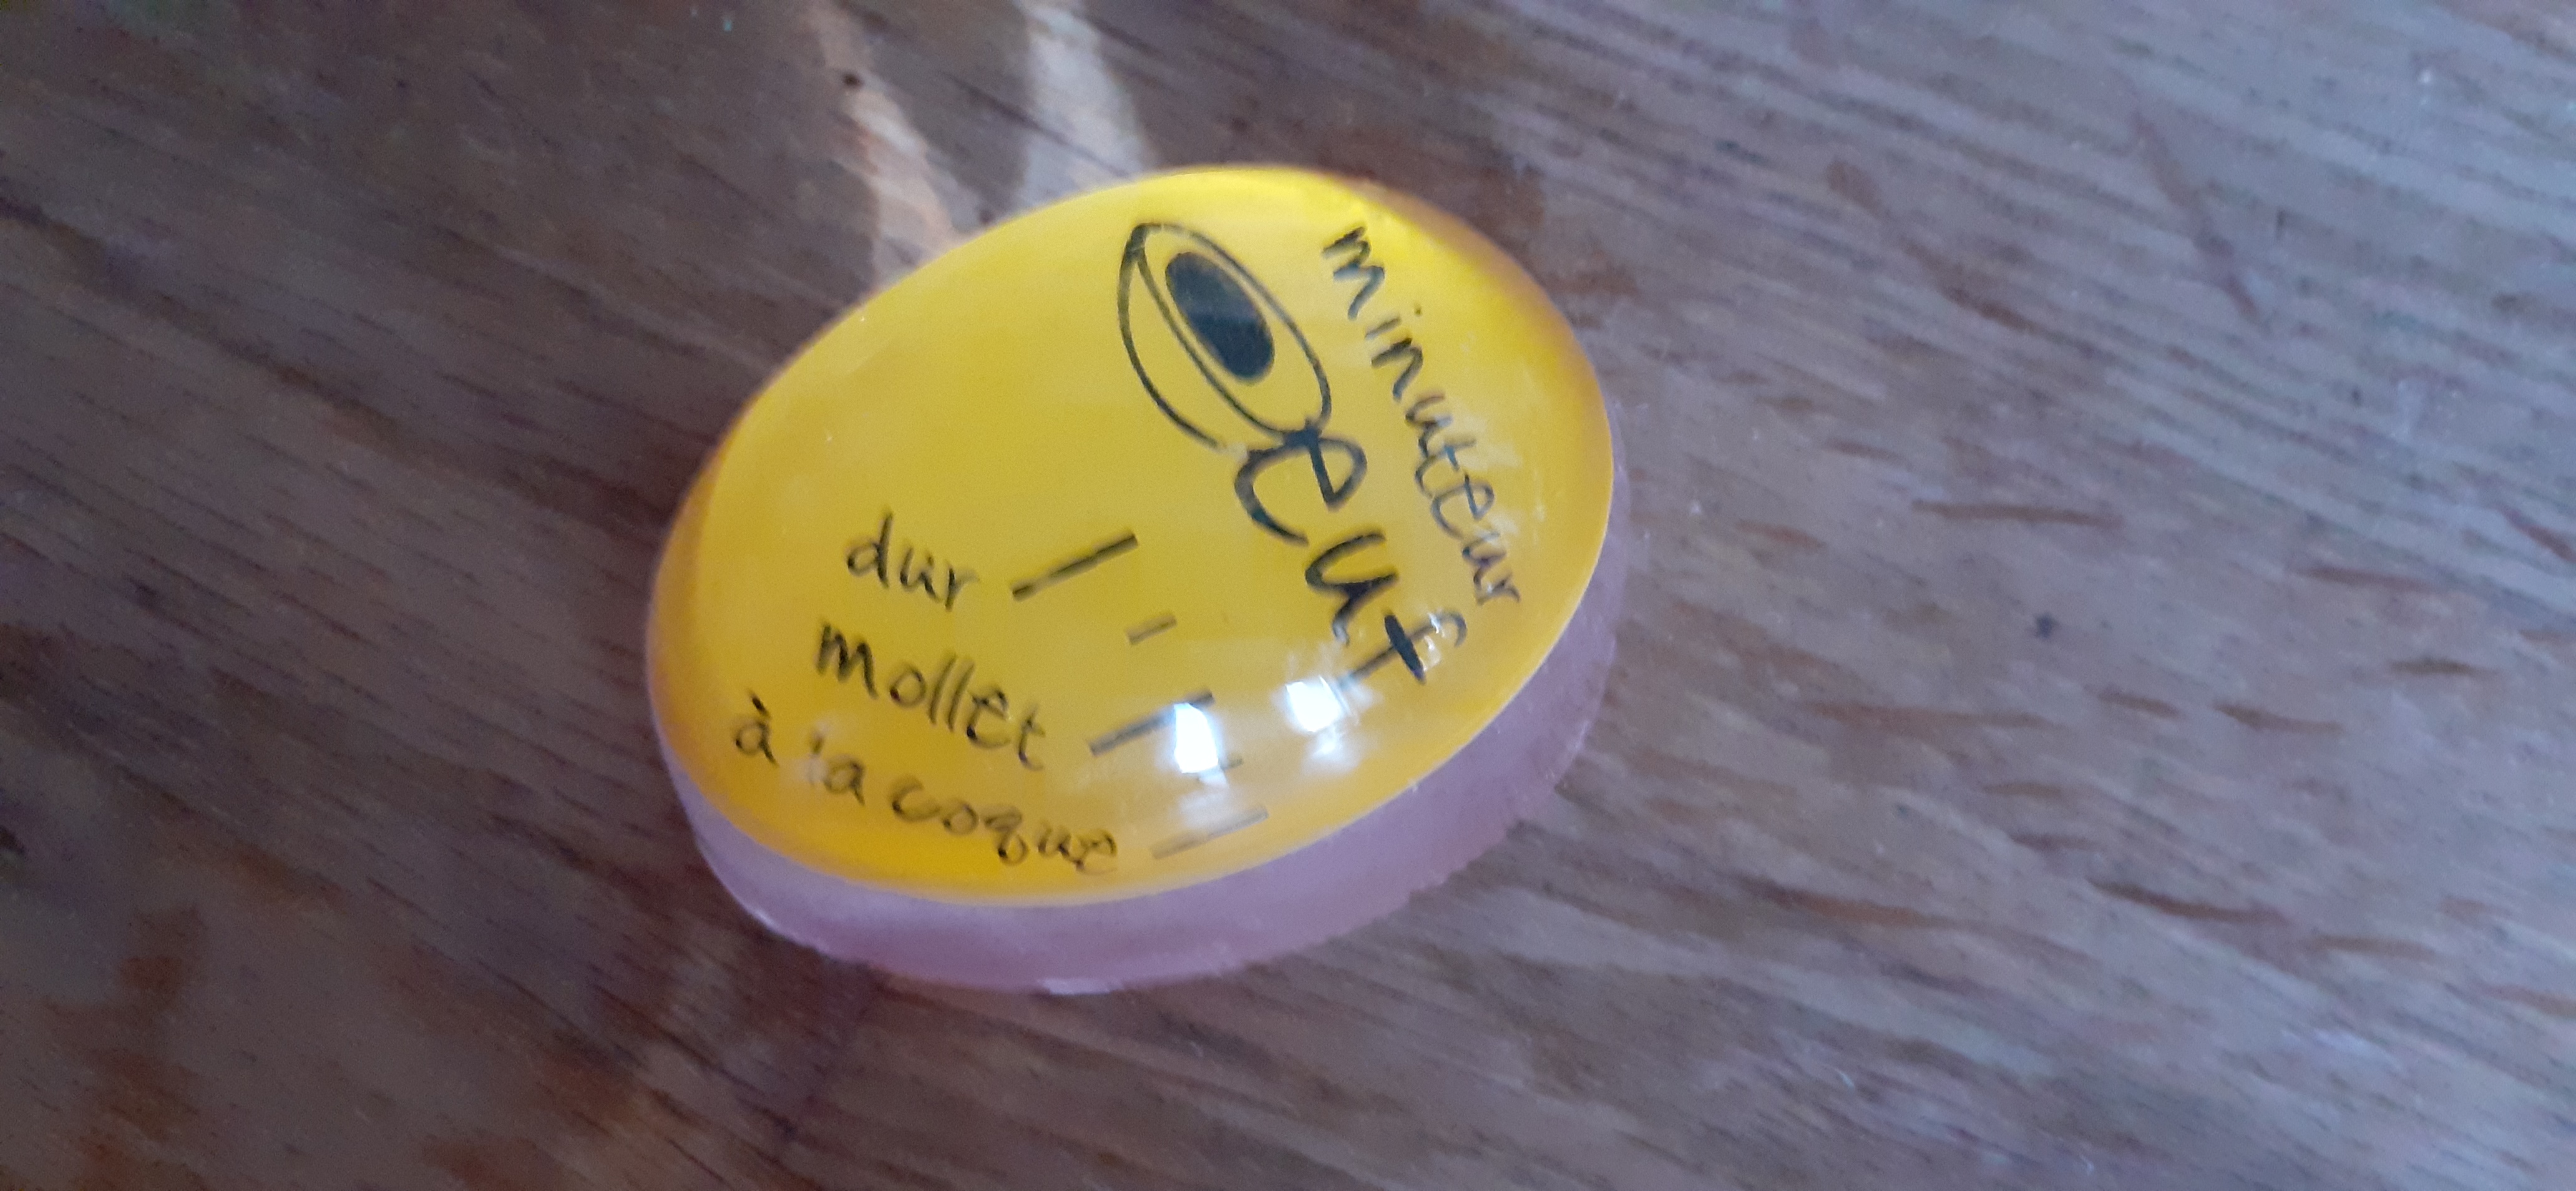 minuteur
Oeuf
dur
mollet
à la coque